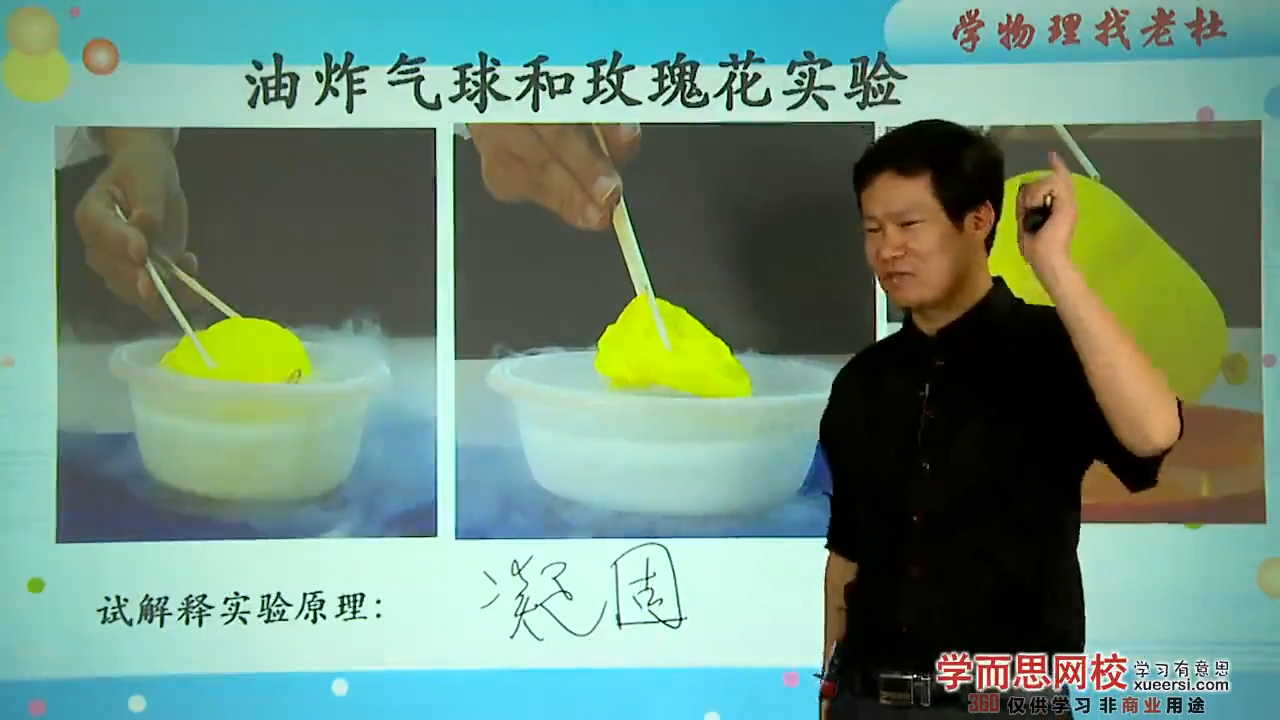 学物理找老杜
油炸气球和玫瑰花实验
试解释实验原理:
凝固
学而思网校 学习有意思
xueersi.com
360 仅供学习 非商业用途